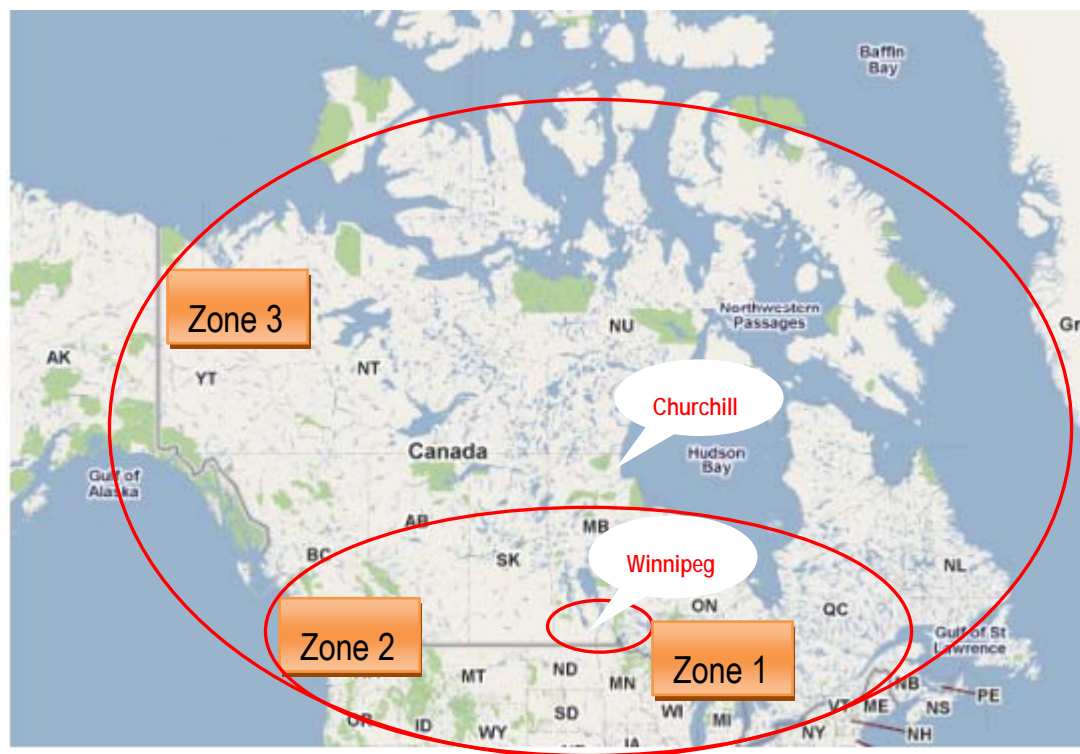 Baffin
Bay
Zone 3
Northwestern
Passages
Gr
NU
AK
YT
NT
Churchill
Canada
Hudson
Bay
Gulf of
Alaska
AB
MB
BC
SK
Winnipeg
NL
ON
QC
Zone 2
Zone 1
Gulf of St
Lawrence
MT
ND
MN
NB
PE
VT
ME
NS
OR
ID
WY
SD
WI
MI
NY
NH
IA